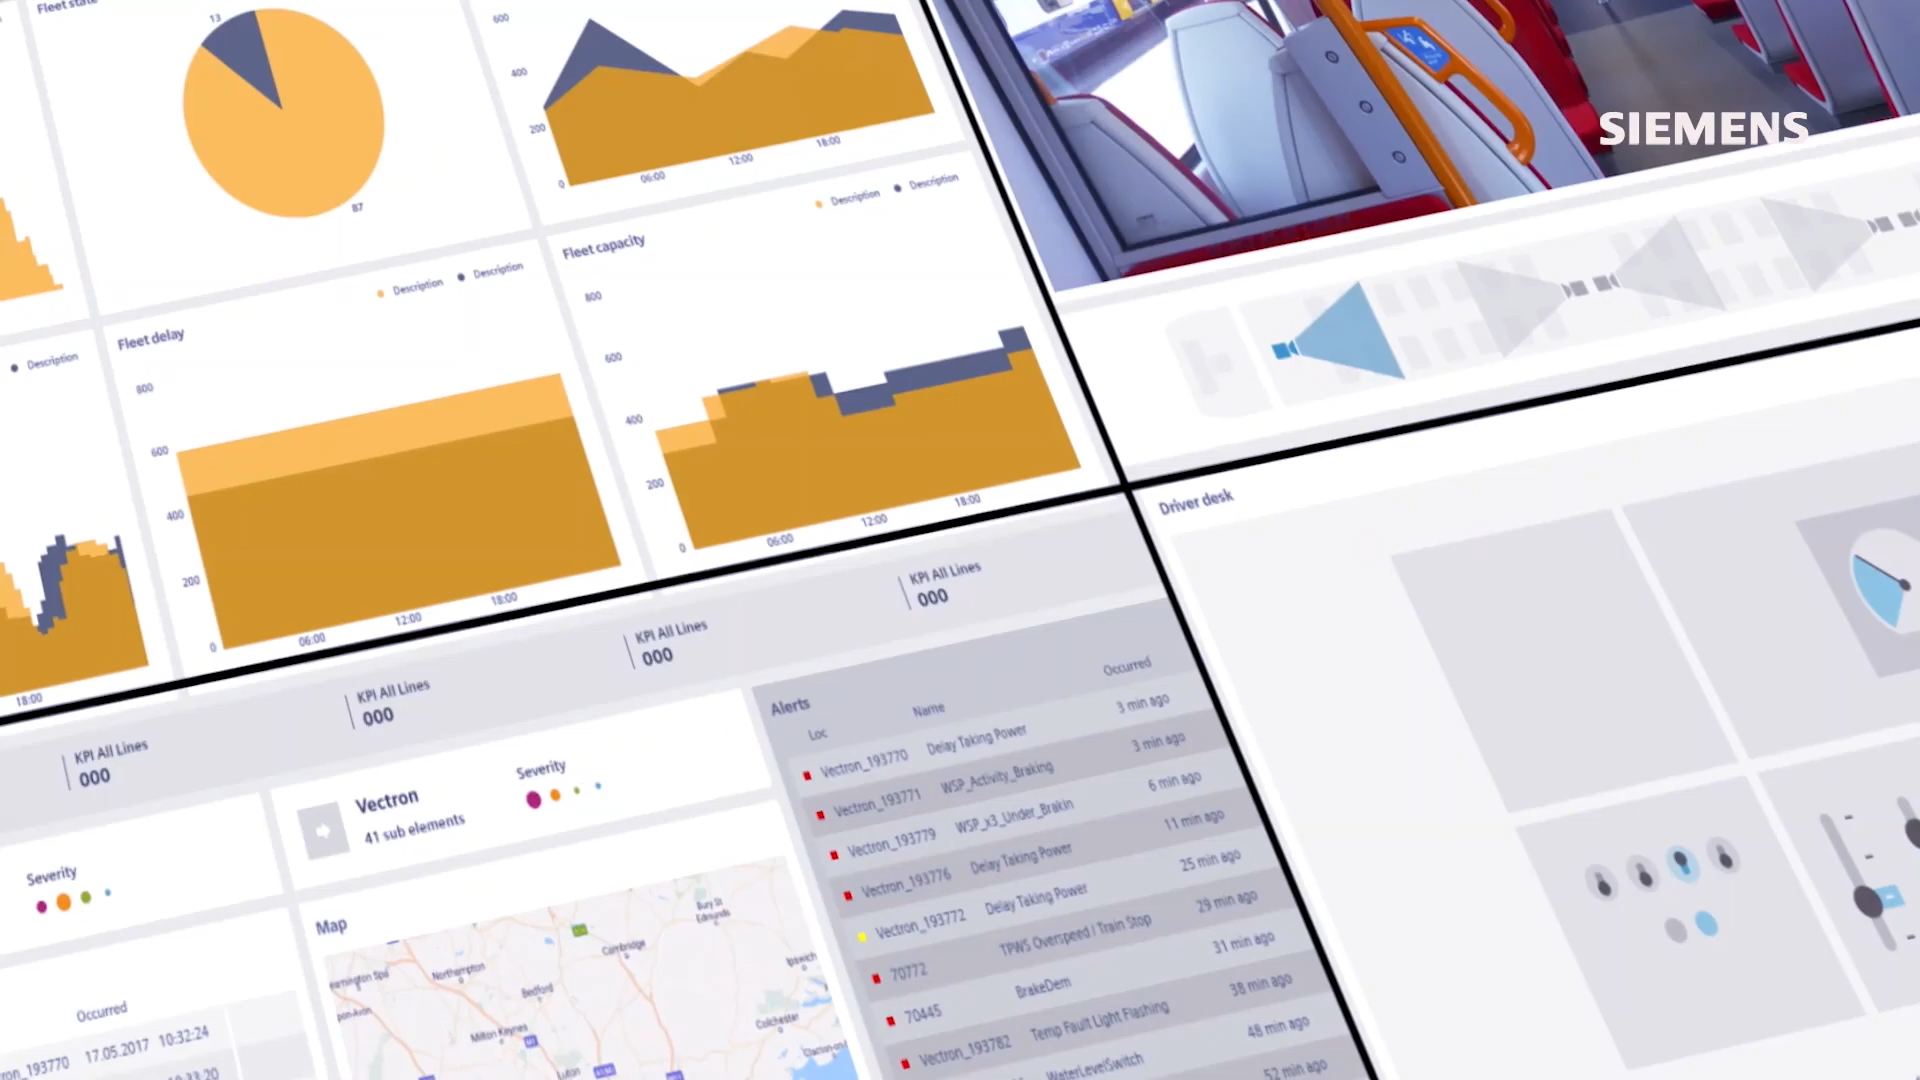 Fleet state
13
87
600
400
200
0
06:00
12:00
18:00
SIEMENS
Description
Description
Fleet capacity
800
600
400
200
0
06:00
12:00
18:00
Description
Description
Fleet delay
800
600
400
200
0
06:00
12:00
18:00
Description
18:00
Driver desk
KPI All Lines
000
KPI All Lines
000
KPI All Lines
000
KPI All Lines
000
Severity
Vectron
41 sub elements
Severity
Alerts
Loc Name Occurred
Vectron_193770 Delay Taking Power 3 min ago
Vectron_193771 WSP_Activity_Braking 3 min ago
Vectron_193779 WSP_x3_Under_Brakin 6 min ago
Vectron_193776 Delay Taking Power 11 min ago
Vectron_193772 Delay Taking Power 25 min ago
70772 TPWS Overspeed / Train Stop 29 min ago
70445 BrakeDem 31 min ago
Vectron_193782 Temp Fault Light Flashing 38 min ago
WaterLevelSwitch 48 min ago
52 min ago
Map
Bury St
Edmunds
Cambridge
Northampton
Bedford
Ipswich
Milton Keynes
Colchester
Luton
Occurred
17.05.2017 10:32:24